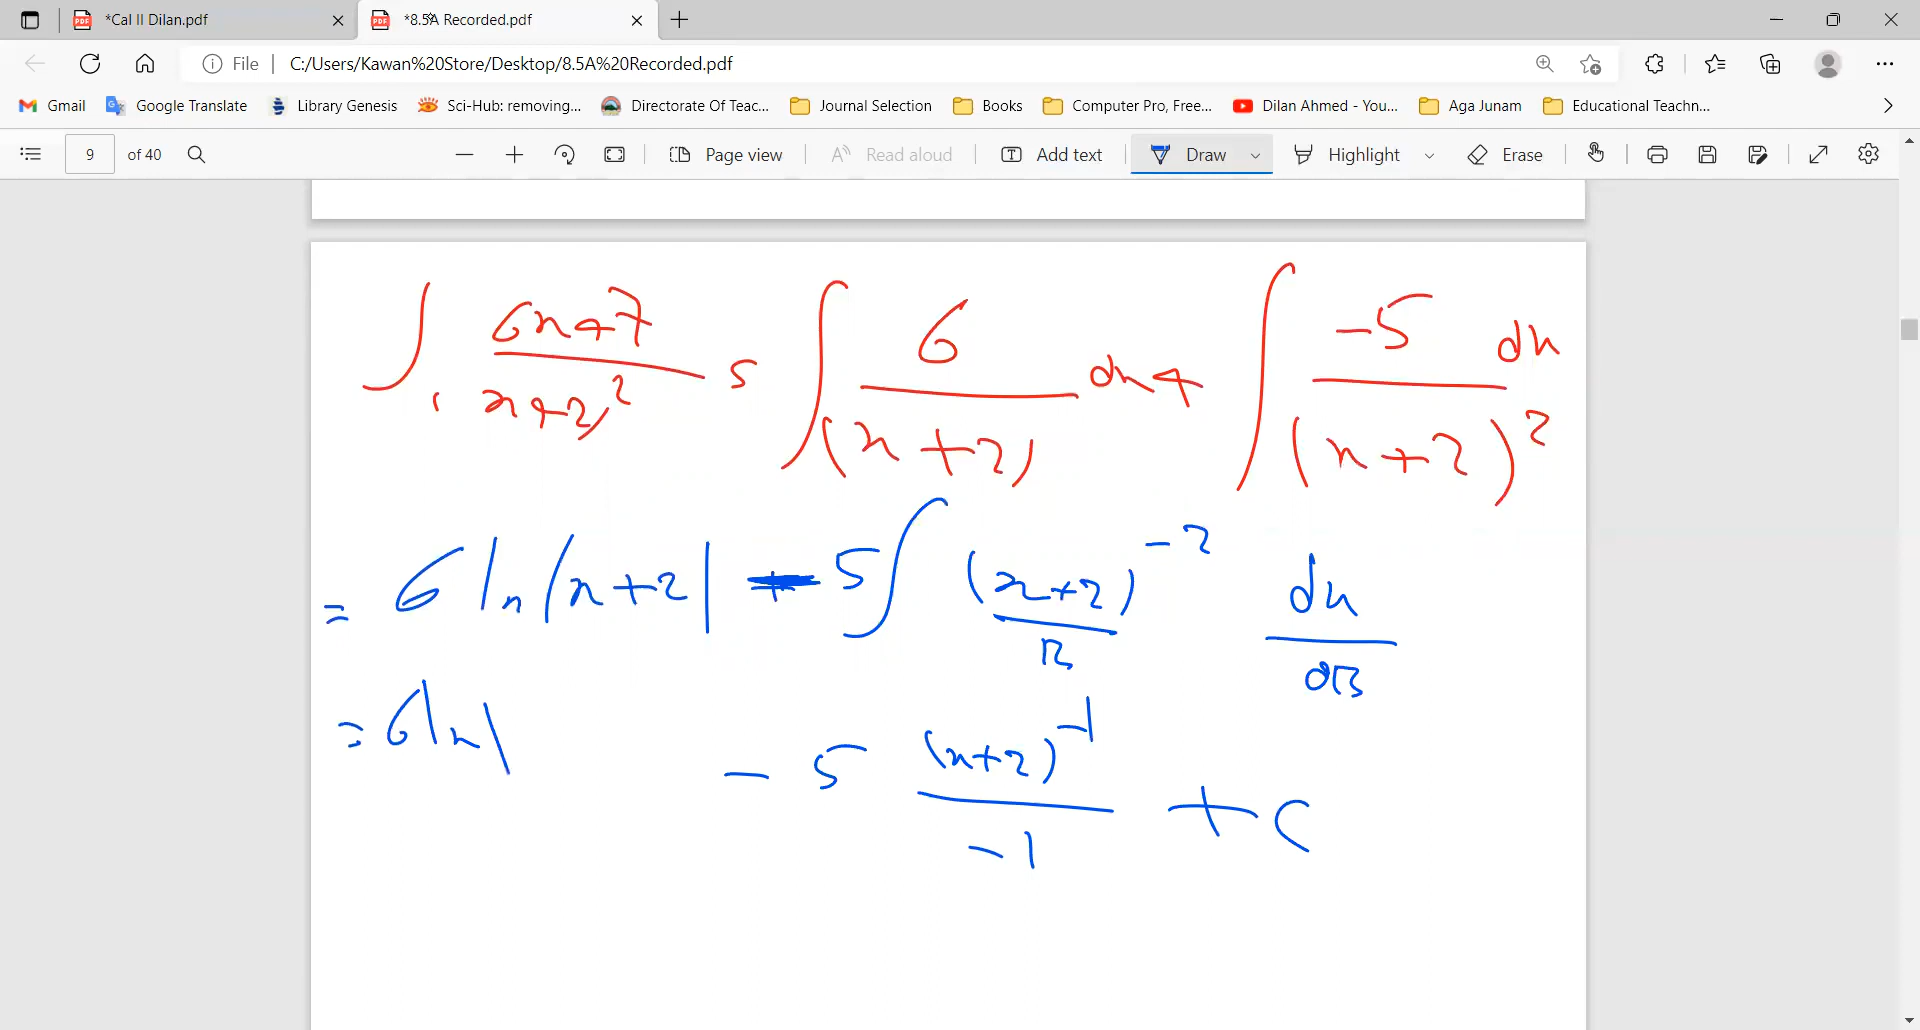 *Cal II Dilan.pdf
*8.5A Recorded.pdf
File | C:/Users/Kawan%20Store/Desktop/8.5A%20Recorded.pdf
Gmail Google Translate Library Genesis Sci-Hub: removing... Directorate Of Teac... Journal Selection Books Computer Pro, Free... Dilan Ahmed - You... Aga Junam Educational Teachn...
9 of 40 Page view Read aloud Add text Draw Highlight Erase
∫ (6x+7)/(x+2)² = ∫ 6/(x+2) dx + ∫ -5/(x+2)² dx
= 6 ln|x+2| - 5 ∫ (x+2)^-2 dx
= 6 ln| - 5 (x+2)^-1/-1 + C